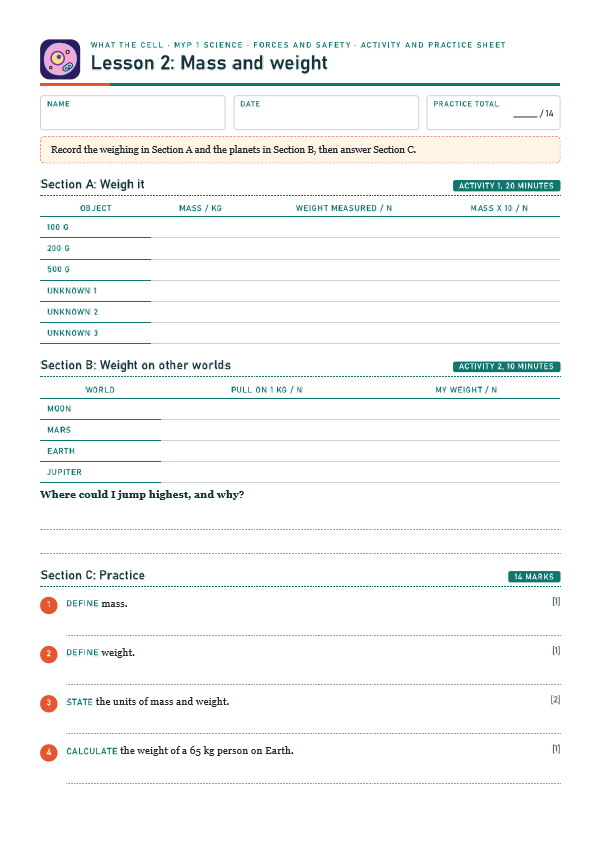 WHAT THE CELL · MYP 1 SCIENCE · FORCES AND SAFETY · ACTIVITY AND PRACTICE SHEET
Lesson 2: Mass and weight
NAME DATE PRACTICE TOTAL
_____ / 14
Record the weighing in Section A and the planets in Section B, then answer Section C.
Section A: Weigh it ACTIVITY 1, 20 MINUTES
OBJECT MASS / KG WEIGHT MEASURED / N MASS X 10 / N
100 G
200 G
500 G
UNKNOWN 1
UNKNOWN 2
UNKNOWN 3
Section B: Weight on other worlds ACTIVITY 2, 10 MINUTES
WORLD PULL ON 1 KG / N MY WEIGHT / N
MOON
MARS
EARTH
JUPITER
Where could I jump highest, and why?
Section C: Practice 14 MARKS
1 DEFINE mass. [1]
2 DEFINE weight. [1]
3 STATE the units of mass and weight. [2]
4 CALCULATE the weight of a 65 kg person on Earth. [1]